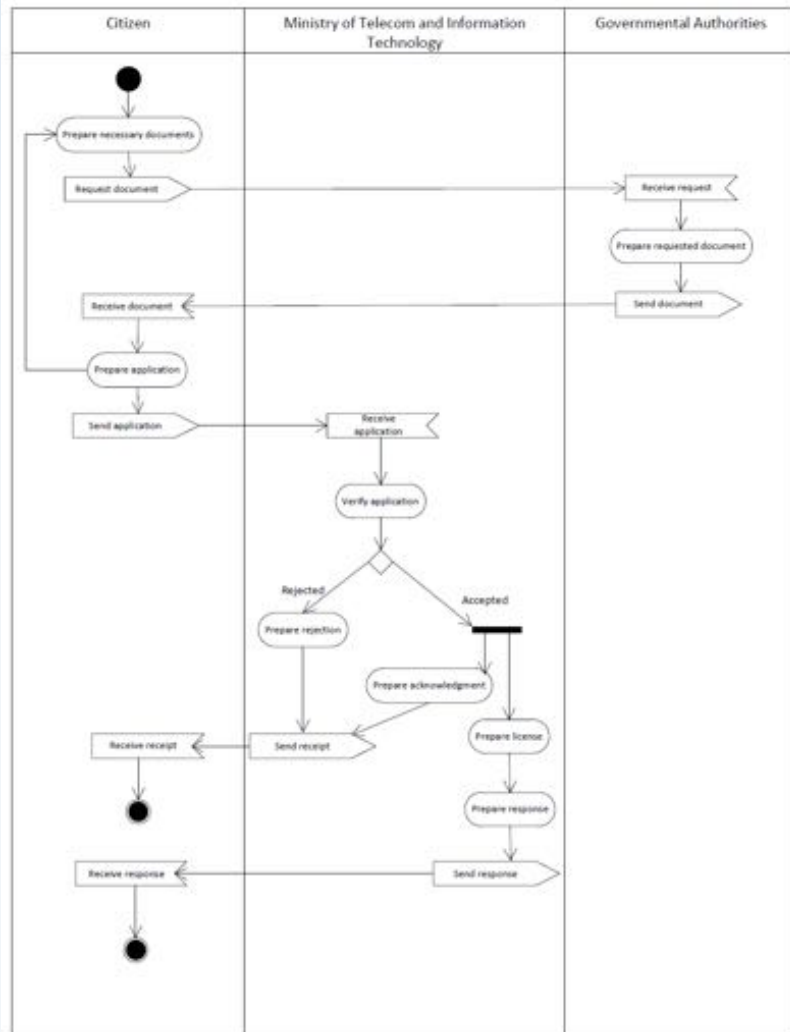 Citizen
Ministry of Telecom and Information
Technology
Governmental Authorities
Prepare necessary documents
Request document
Receive request
Prepare requested document
Receive document
Send document
Prepare application
Send application
Receive
application
Verify application
Rejected
Accepted
Prepare rejection
Prepare acknowledgment
Receive receipt
Send receipt
Prepare license
Prepare response
Receive response
Send response